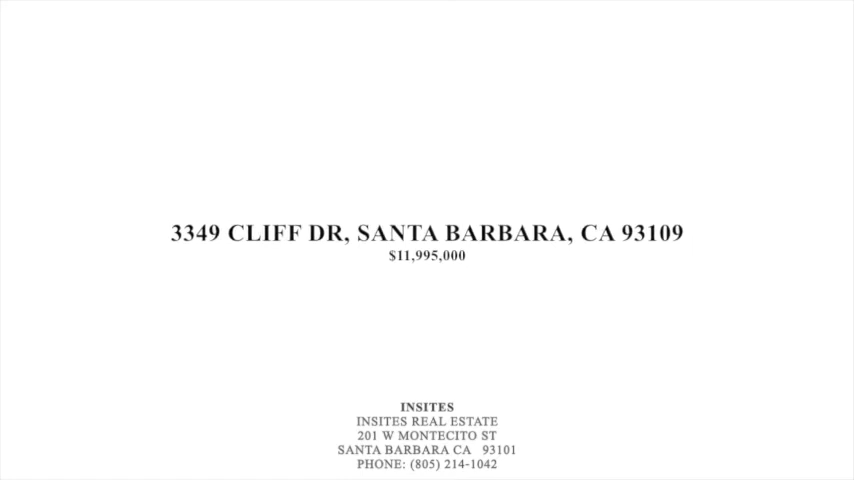 3349 CLIFF DR, SANTA BARBARA, CA 93109
$11,995,000
INSITES
INSITES REAL ESTATE
201 W MONTECITO ST
SANTA BARBARA CA 93101
PHONE: (805) 214-1042